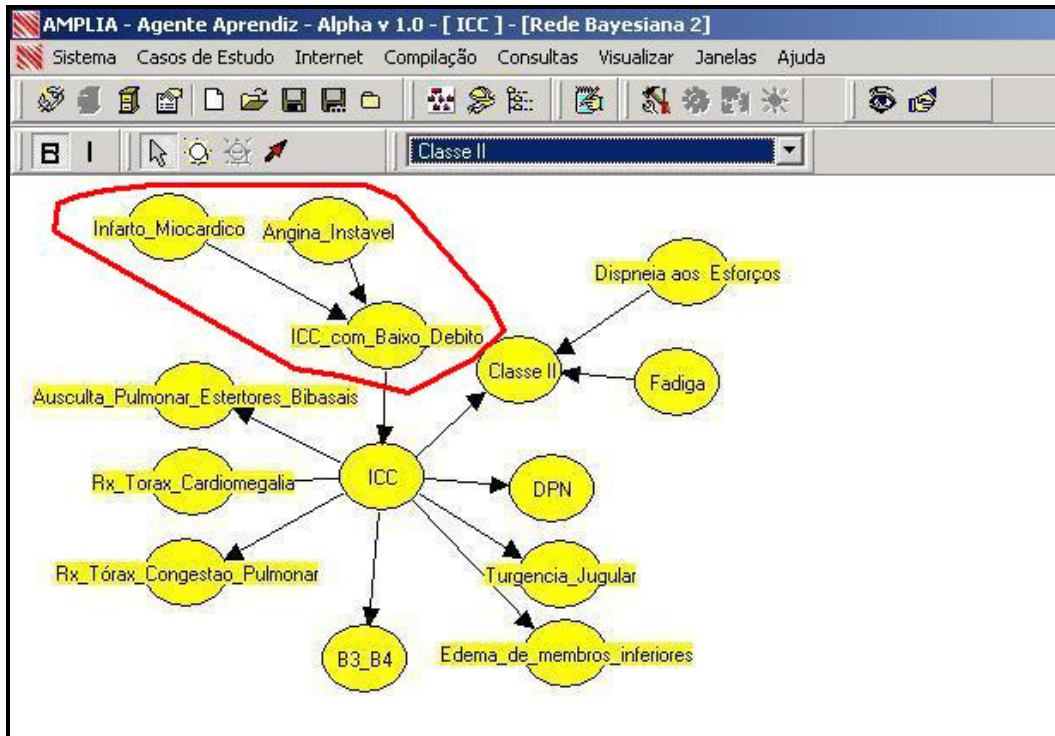 AMPLIA - Agente Aprendiz - Alpha v 1.0 - [ ICC ] - [Rede Bayesiana 2]
Sistema Casos de Estudo Internet Compilação Consultas Visualizar Janelas Ajuda
B I Classe II
Infarto_Miocardico Angina_Instavel
Dispneia aos Esforços
ICC_com_Baixo_Debito
Classe II Fadiga
Ausculta_Pulmonar_Estertores_Bibasais
Rx_Torax_Cardiomegalia ICC DPN
Rx_Tórax_Congestao_Pulmonar Turgencia_Jugular
B3_B4 Edema_de_membros_inferiores